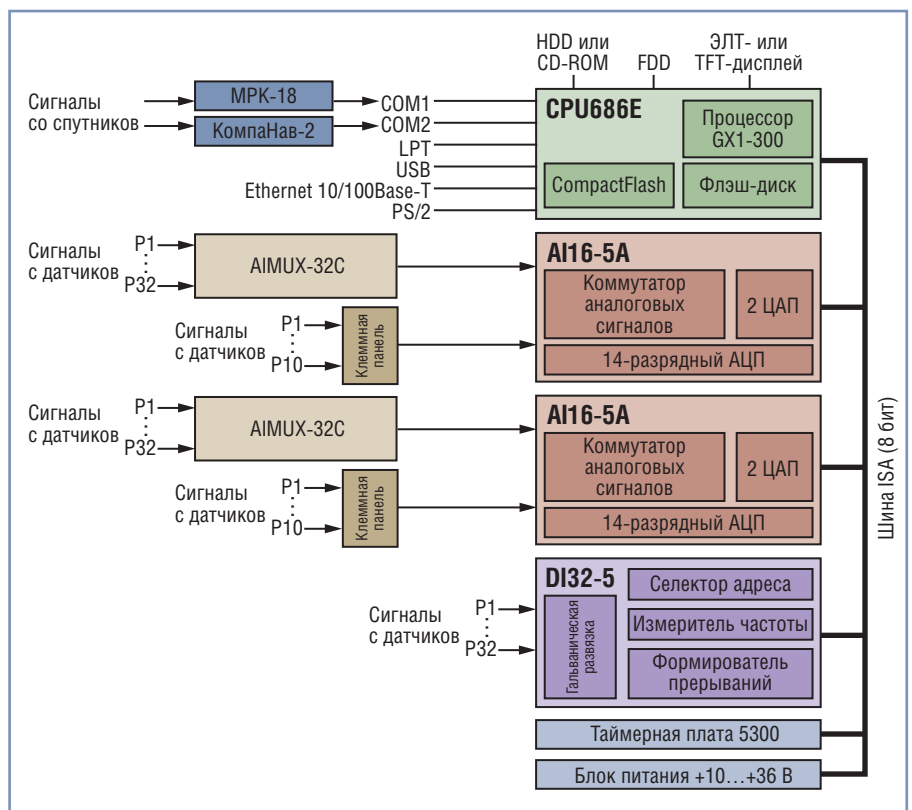 HDD или
CD-ROM
FDD
ЭЛТ- или
TFT-дисплей
Сигналы
со спутников
МРК-18
КомпаНав-2
COM1
COM2
LPT
USB
Ethernet 10/100Base-T
PS/2
CPU686E
Процессор
GX1-300
CompactFlash
Флэш-диск
Сигналы
с датчиков
P1
P32
AIMUX-32C
Сигналы
с датчиков
P1
P10
Клеммная
панель
AI16-5A
Коммутатор
аналоговых
сигналов
2 ЦАП
14-разрядный АЦП
Сигналы
с датчиков
P1
P32
AIMUX-32C
Сигналы
с датчиков
P1
P10
Клеммная
панель
AI16-5A
Коммутатор
аналоговых
сигналов
2 ЦАП
14-разрядный АЦП
Сигналы
с датчиков
P1
P32
DI32-5
Гальваническая
развязка
Селектор адреса
Измеритель частоты
Формирователь
прерываний
Таймерная плата 5300
Блок питания +10...+36 В
Шина ISA (8 бит)